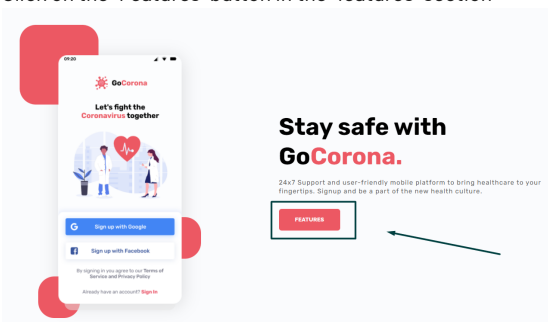 Click on the 'Features' button in the 'features' section
09:20
GoCorona
Let's fight the
Coronavirus together
Sign up with Google
Sign up with Facebook
By signing in you agree to our Terms of
Service and Privacy Policy
Already have an account? Sign In
Stay safe with
GoCorona.
24x7 Support and user-friendly mobile platform to bring healthcare to your
fingertips. Signup and be a part of the new health culture.
FEATURES